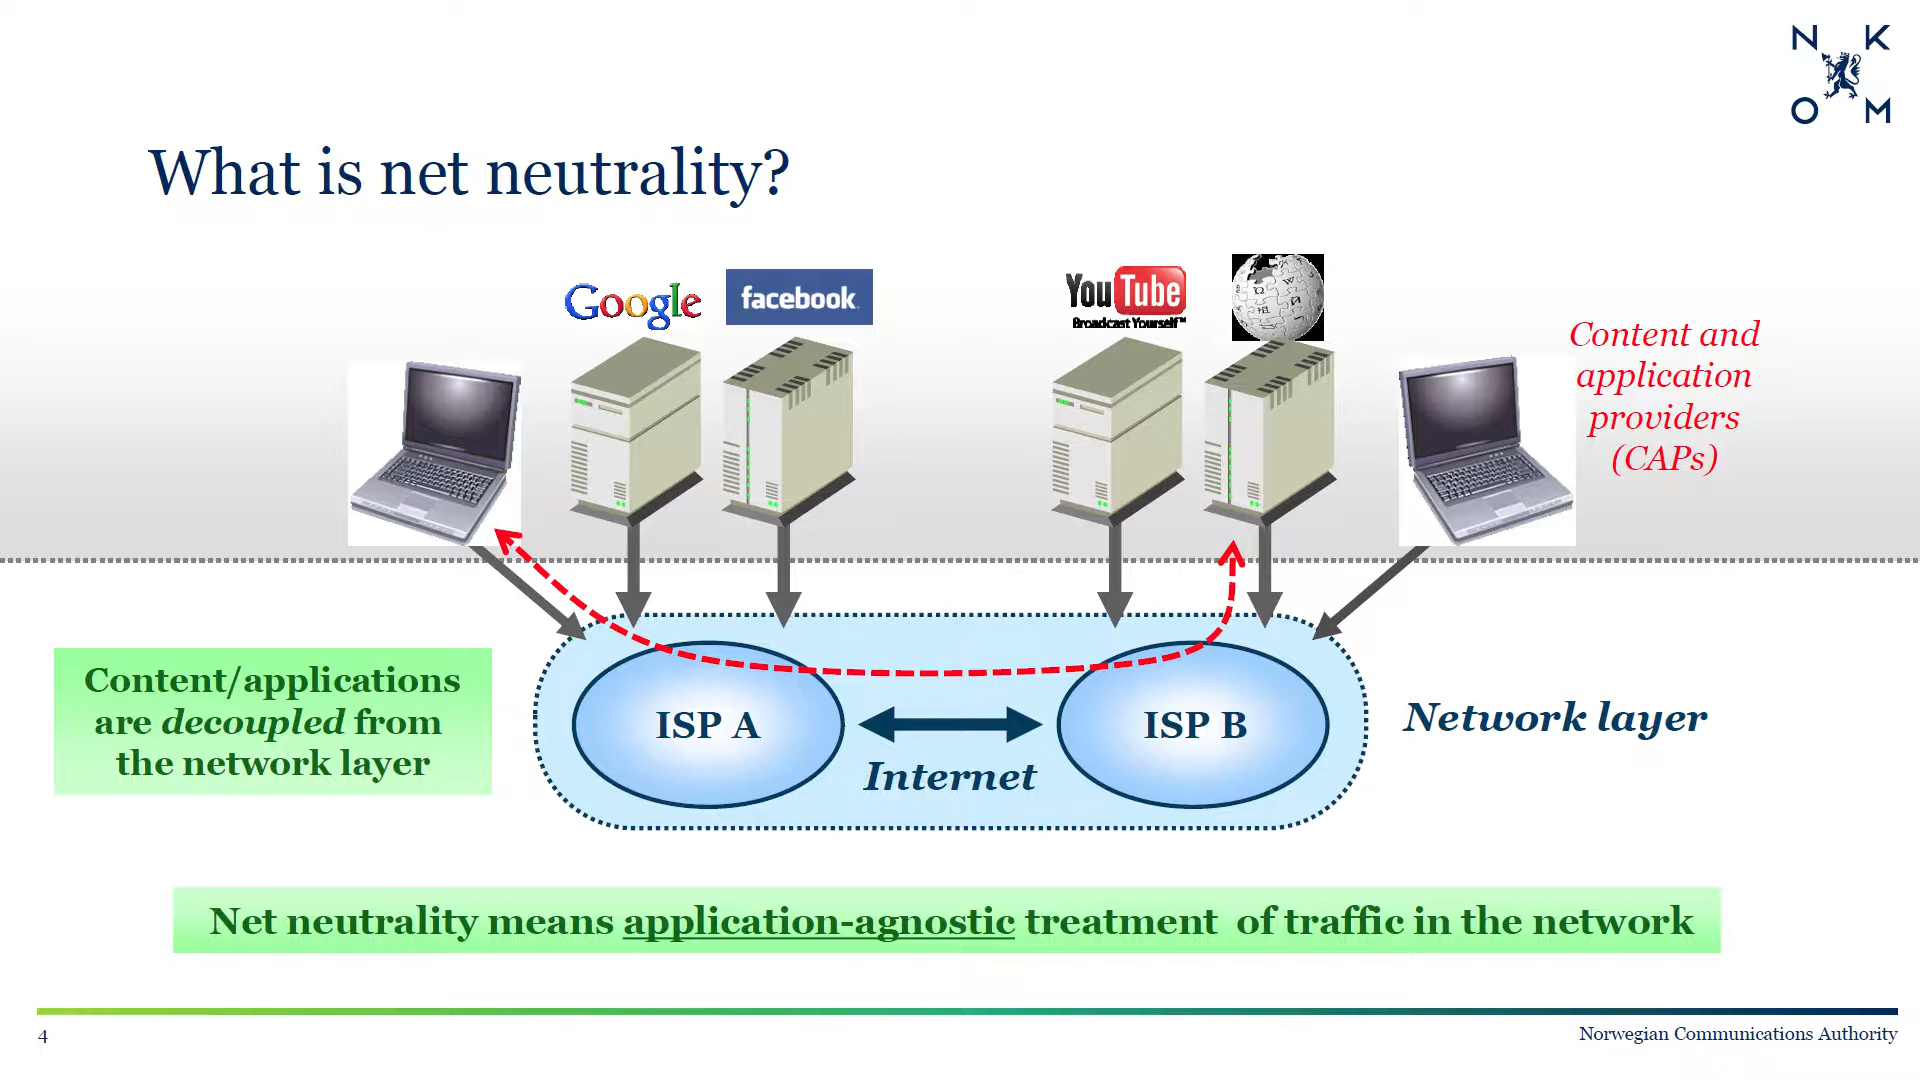 N K
O M
What is net neutrality?
Google
facebook
YouTube
Broadcast Yourself™
Content and
application
providers
(CAPs)
Content/applications
are decoupled from
the network layer
ISP A
ISP B
Internet
Network layer
Net neutrality means application-agnostic treatment of traffic in the network
4
Norwegian Communications Authority